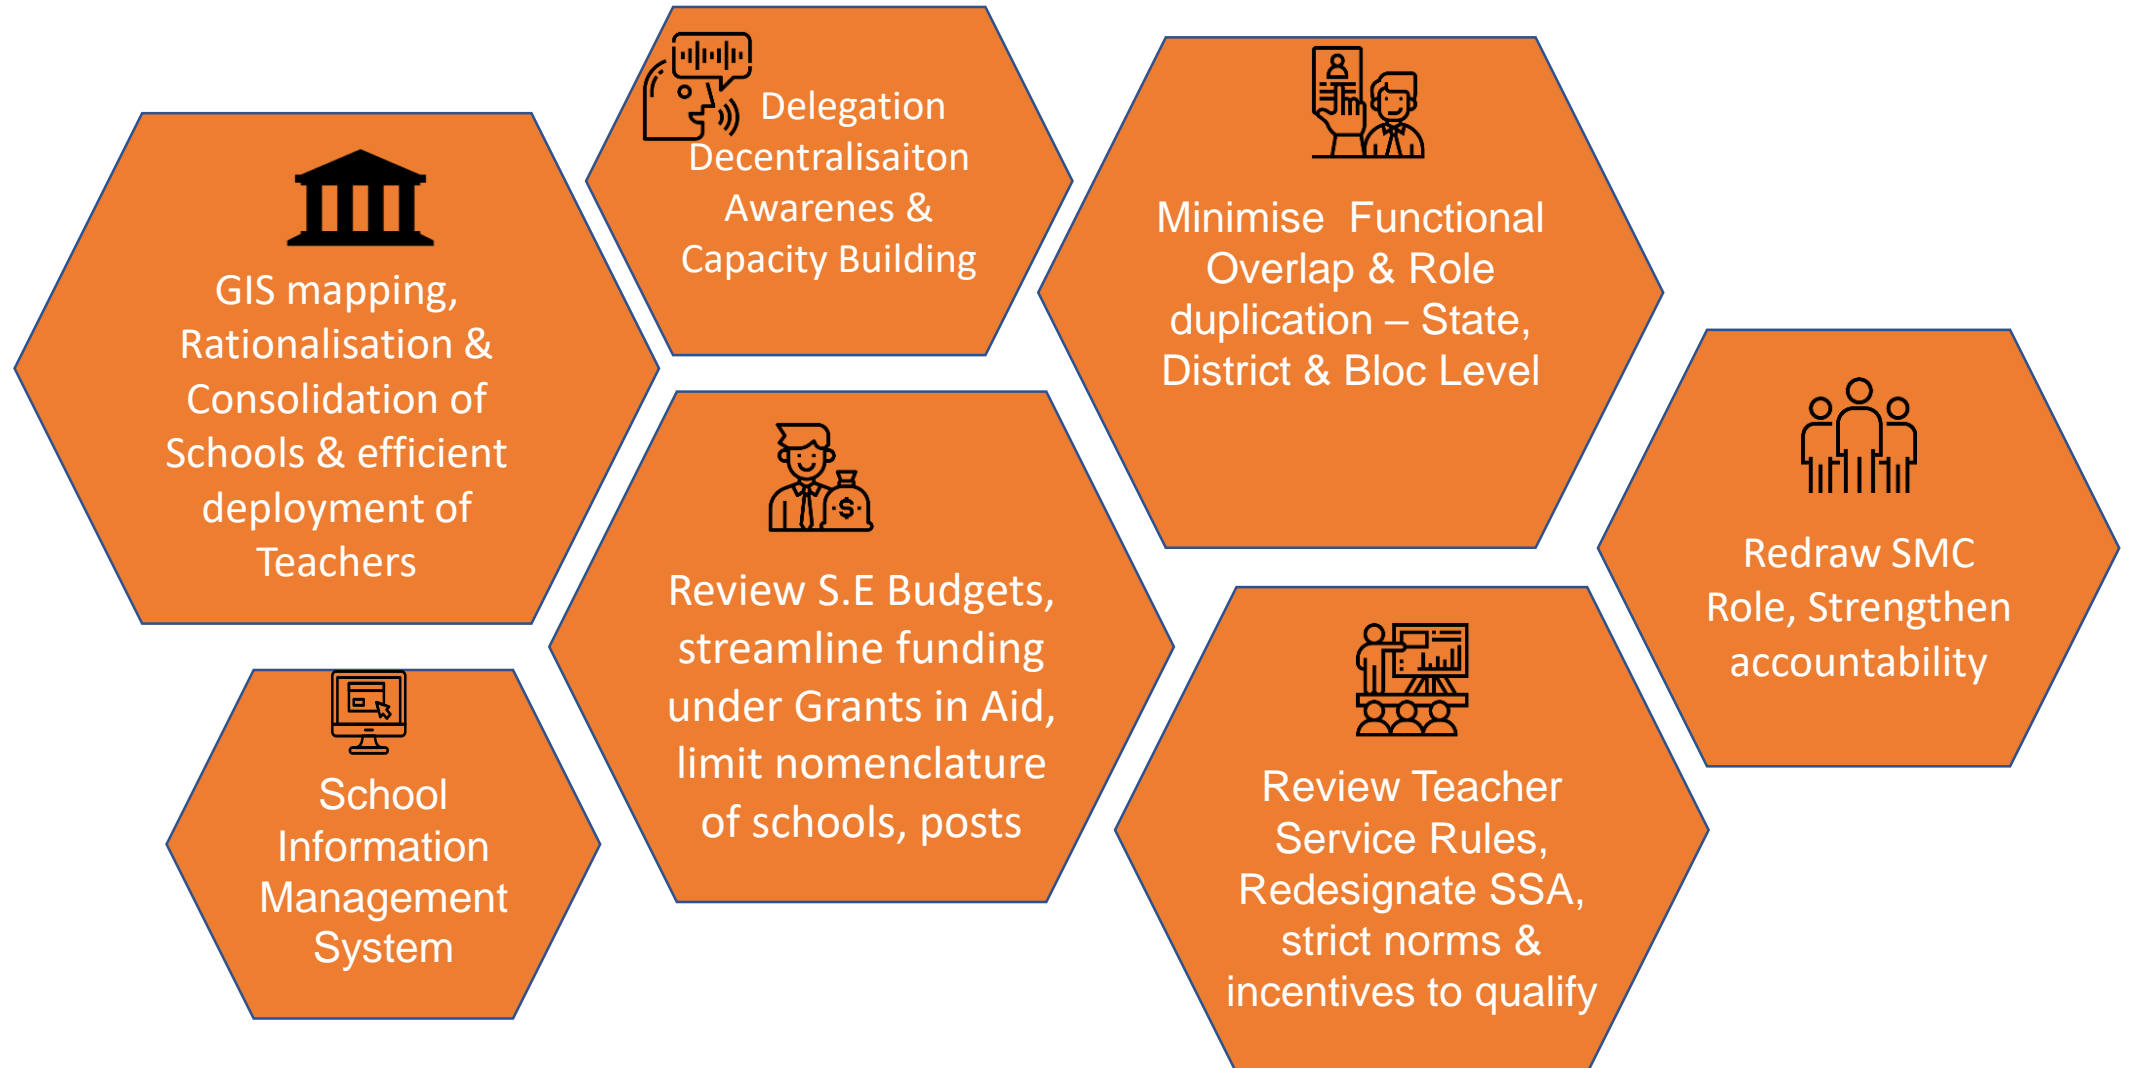 GIS mapping,
Rationalisation &
Consolidation of
Schools & efficient
deployment of
Teachers
Delegation
Decentralisaiton
Awarenes &
Capacity Building
Minimise  Functional
Overlap & Role
duplication – State,
District & Bloc Level
Redraw SMC
Role, Strengthen
accountability
School
Information
Management
System
$
Review S.E Budgets,
streamline funding
under Grants in Aid,
limit nomenclature
of schools, posts
Review Teacher
Service Rules,
Redesignate SSA,
strict norms &
incentives to qualify